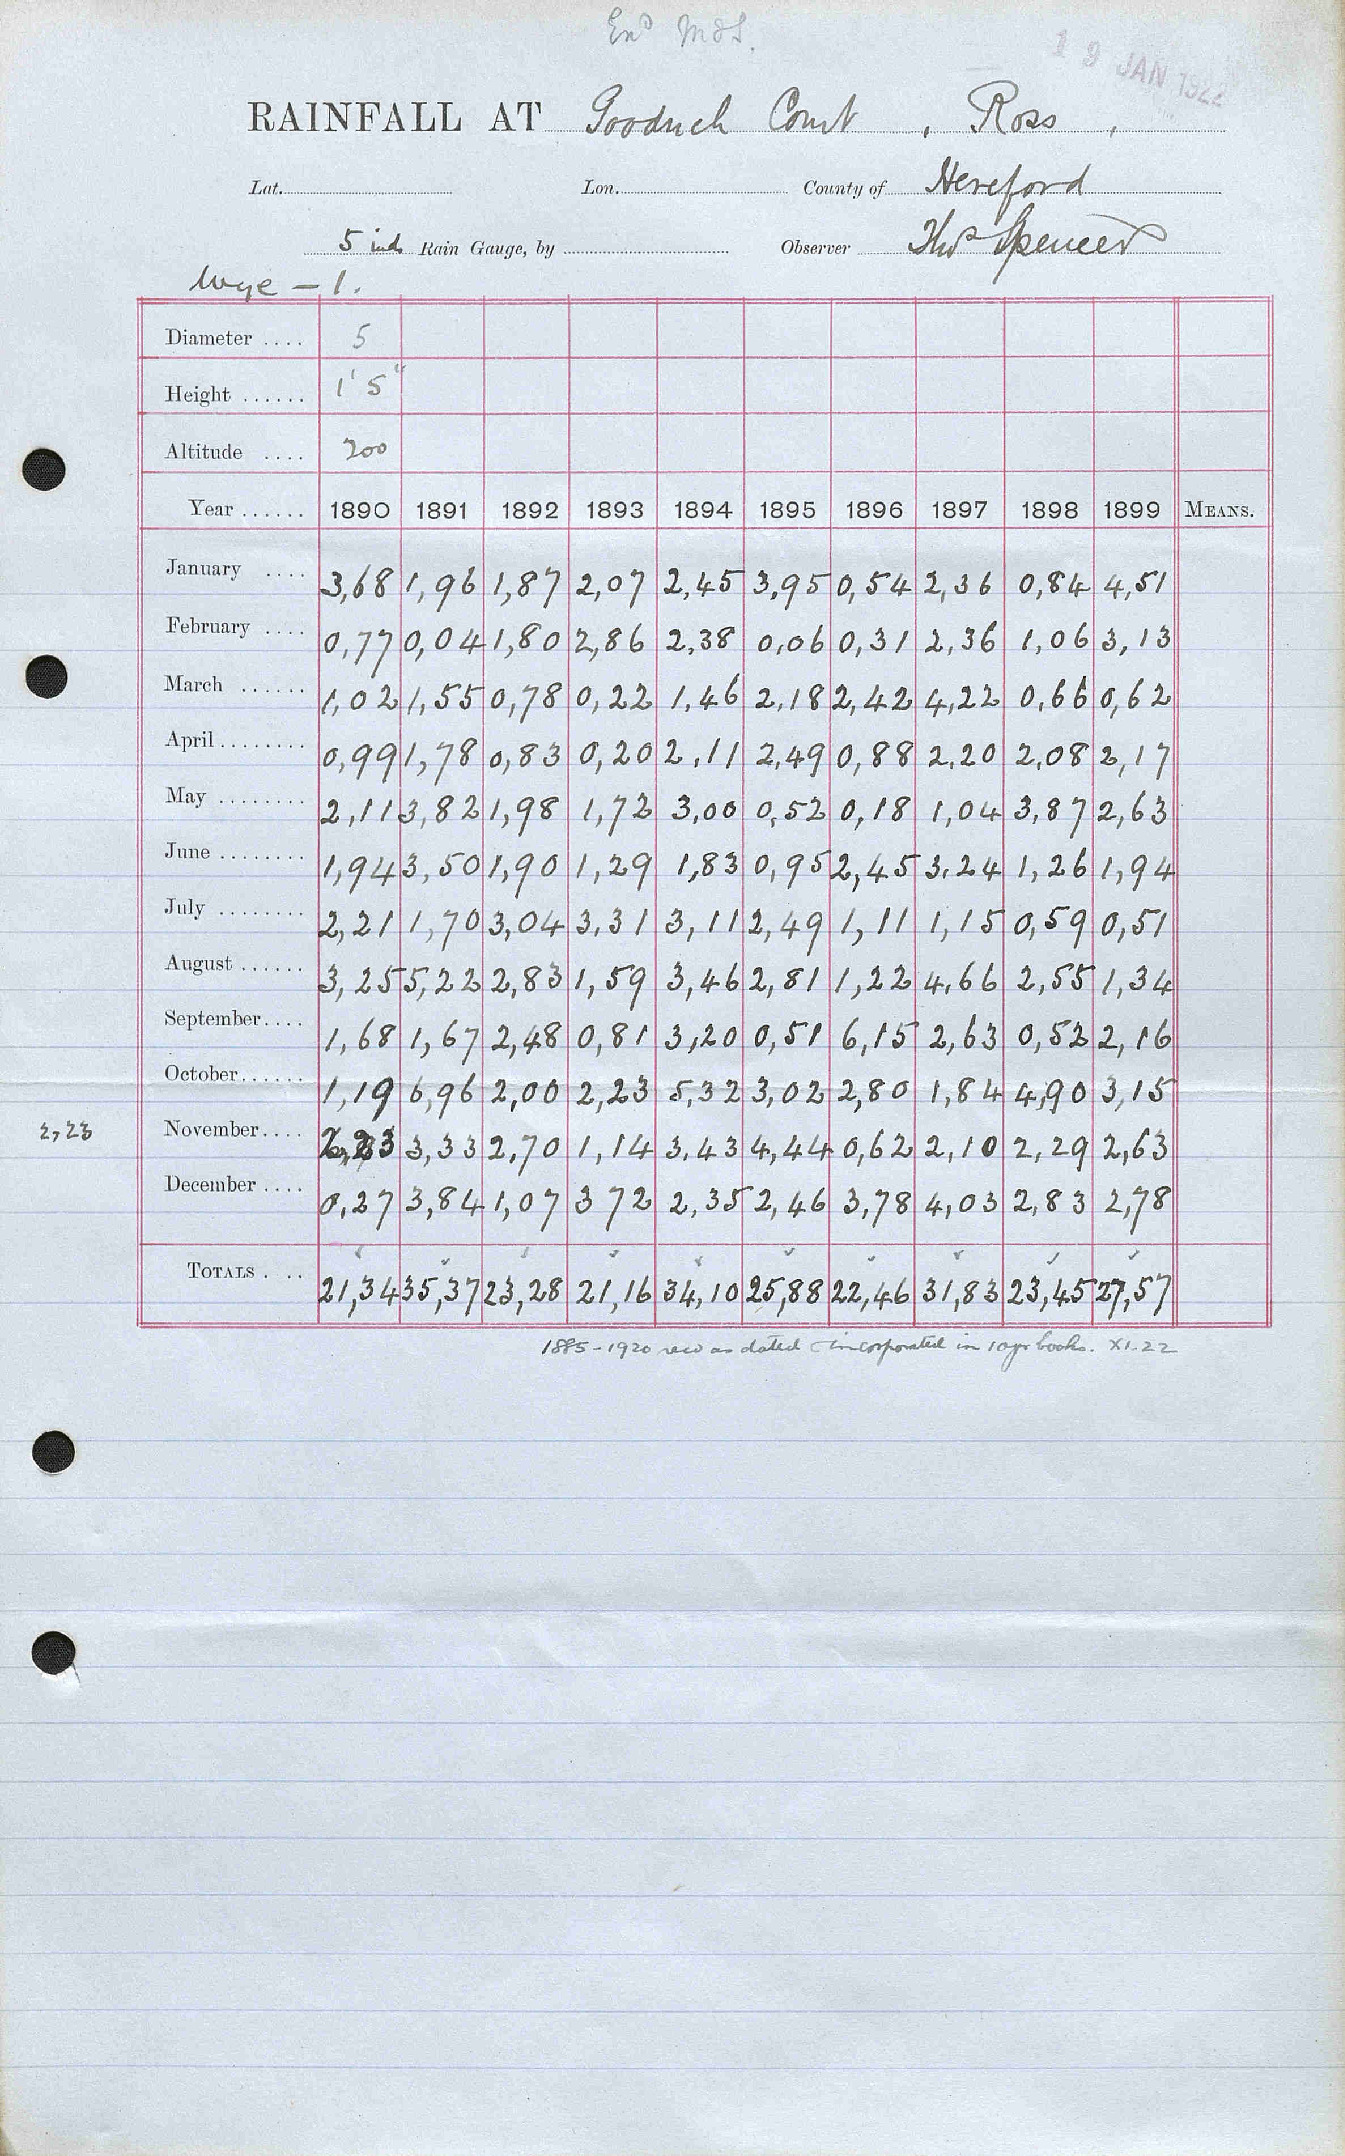 End M&S.
19 JAN 1922
RAINFALL AT Goodrich Court, Ross,
Lat. Lon. County of Hereford
5 ind Rain Gauge, by Observer Thos Spencer
Wye - 1.
Diameter .... 5
Height ...... 1' 5"
Altitude .... 200
Year ...... 1890 1891 1892 1893 1894 1895 1896 1897 1898 1899 MEANS.
January .... 3,68 1,96 1,87 2,07 2,45 3,95 0,54 2,36 0,84 4,51
February .... 0,77 0,04 1,80 2,86 2,38 0,06 0,31 2,36 1,06 3,13
March ...... 1,02 1,55 0,78 0,22 1,46 2,18 2,42 4,22 0,66 0,62
April ........ 0,99 1,78 0,83 0,20 2,11 2,49 0,88 2,20 2,08 2,17
May ........ 2,11 3,82 1,98 1,72 3,00 0,52 0,18 1,04 3,87 2,63
June ........ 1,94 3,50 1,90 1,29 1,83 0,95 2,45 3.24 1,26 1,94
July ........ 2,21 1,70 3,04 3,31 3,11 2,49 1,11 1,15 0,59 0,51
August ...... 3,25 5,22 2,83 1,59 3,46 2,81 1,22 4,66 2,55 1,34
September.... 1,68 1,67 2,48 0,81 3,20 0,51 6,15 2,63 0,52 2,16
October...... 1,19 6,96 2,00 2,23 5,32 3,02 2,80 1,84 4,90 3,15
2,23 November.... 2,23 3,33 2,70 1,14 3,43 4,44 0,62 2,10 2,29 2,63
December .... 0,27 3,84 1,07 3 72 2,35 2,46 3,78 4,03 2,83 2,78
TOTALS . .. 21,34 35,37 23,28 21,16 34,10 25,88 22,46 31,83 23,45 27,57
1885-1920 recd as dated & incorporated in 10yr books. XI.22